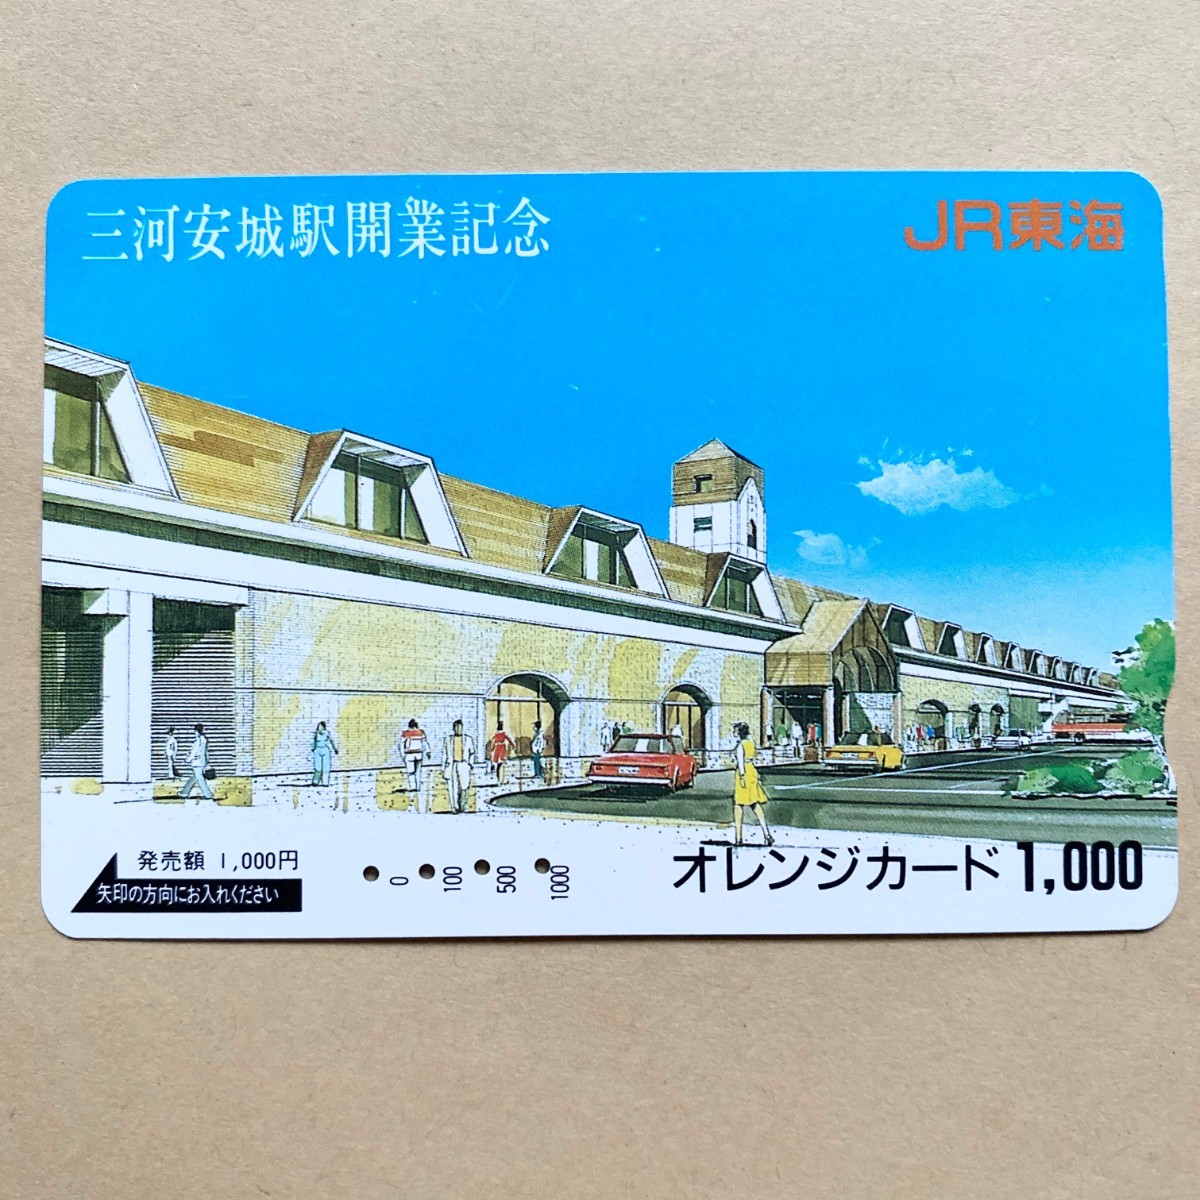 三河安城駅開業記念
JR東海
発売額 1,000円
矢印の方向にお入れください
0 100 500 1000
オレンジカード 1,000